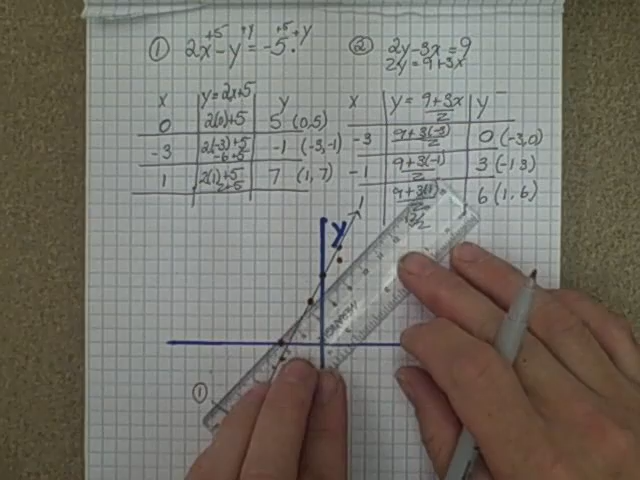 ① 2x - y = -5.
+5 +y +5 +y
x | y = 2x+5 | y
0 | 2(0)+5 | 5 (0,5)
-3 | 2(-3)+5 | -1 (-3,-1)
-6+5
1 | 2(1)+5 | 7 (1,7)
2+5
② 2y-3x=9
2y = 9+3x
x | y = 9+3x/2 | y
-3 | 9+3(-3)/2 | 0 (-3,0)
-1 | 9+3(-1)/2 | 3 (-1,3)
9+3(1)/2 | 6 (1,6)
12/2
y
①